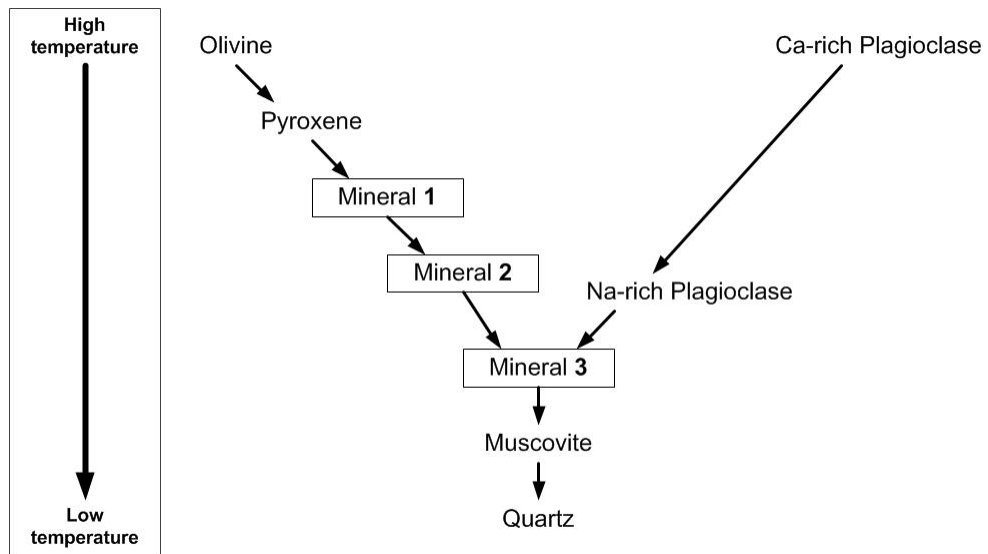 High
temperature
Olivine
Ca-rich Plagioclase
Pyroxene
Mineral 1
Mineral 2
Na-rich Plagioclase
Mineral 3
Muscovite
Quartz
Low
temperature